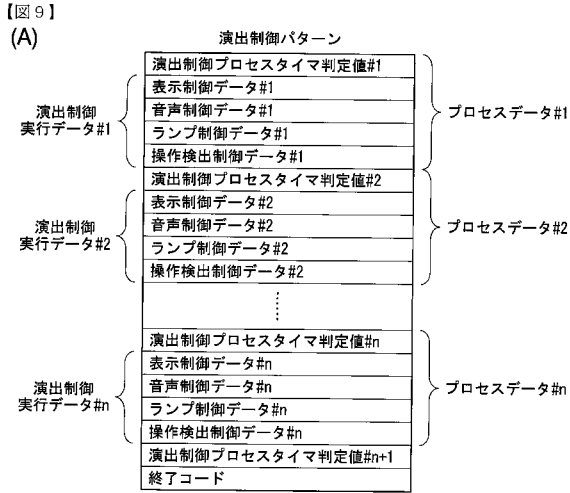 【図９】
(A)
演出制御パターン
演出制御プロセスタイマ判定値#1
表示制御データ#1
音声制御データ#1
ランプ制御データ#1
操作検出制御データ#1
演出制御
実行データ#1
プロセスデータ#1
演出制御プロセスタイマ判定値#2
表示制御データ#2
音声制御データ#2
ランプ制御データ#2
操作検出制御データ#2
演出制御
実行データ#2
プロセスデータ#2
演出制御プロセスタイマ判定値#n
表示制御データ#n
音声制御データ#n
ランプ制御データ#n
操作検出制御データ#n
演出制御
実行データ#n
プロセスデータ#n
演出制御プロセスタイマ判定値#n+1
終了コード